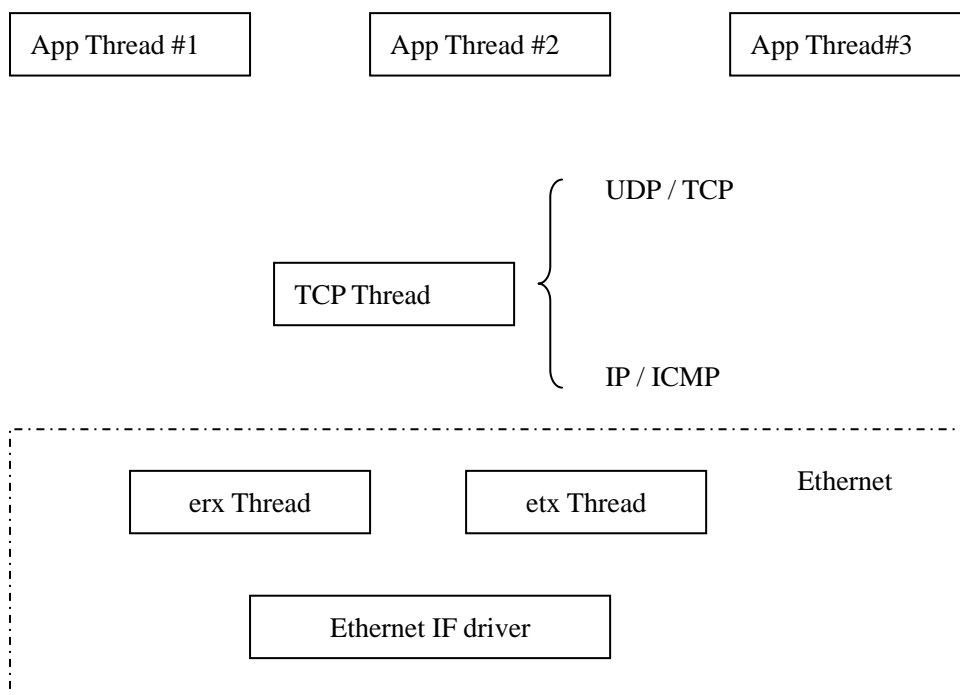 App Thread #1
App Thread #2
App Thread#3
UDP / TCP
TCP Thread
IP / ICMP
Ethernet
erx Thread
etx Thread
Ethernet IF driver